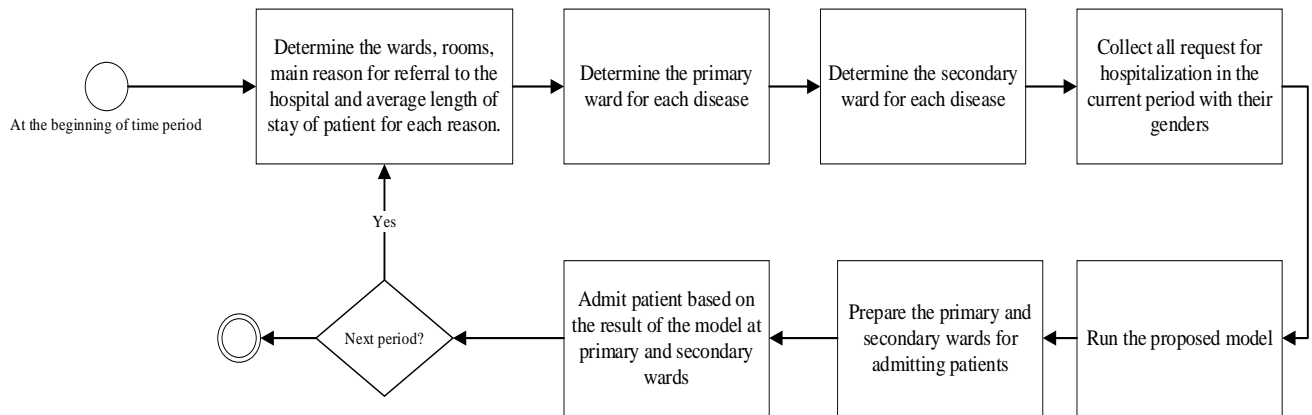 At the beginning of time period
Determine the wards, rooms,
main reason for referral to the
hospital and average length of
stay of patient for each reason.
Determine the primary
ward for each disease
Determine the secondary
ward for each disease
Collect all request for
hospitalization in the
current period with their
genders
Run the proposed model
Prepare the primary and
secondary wards for
admitting patients
Admit patient based on
the result of the model at
primary and secondary
wards
Next period?
Yes